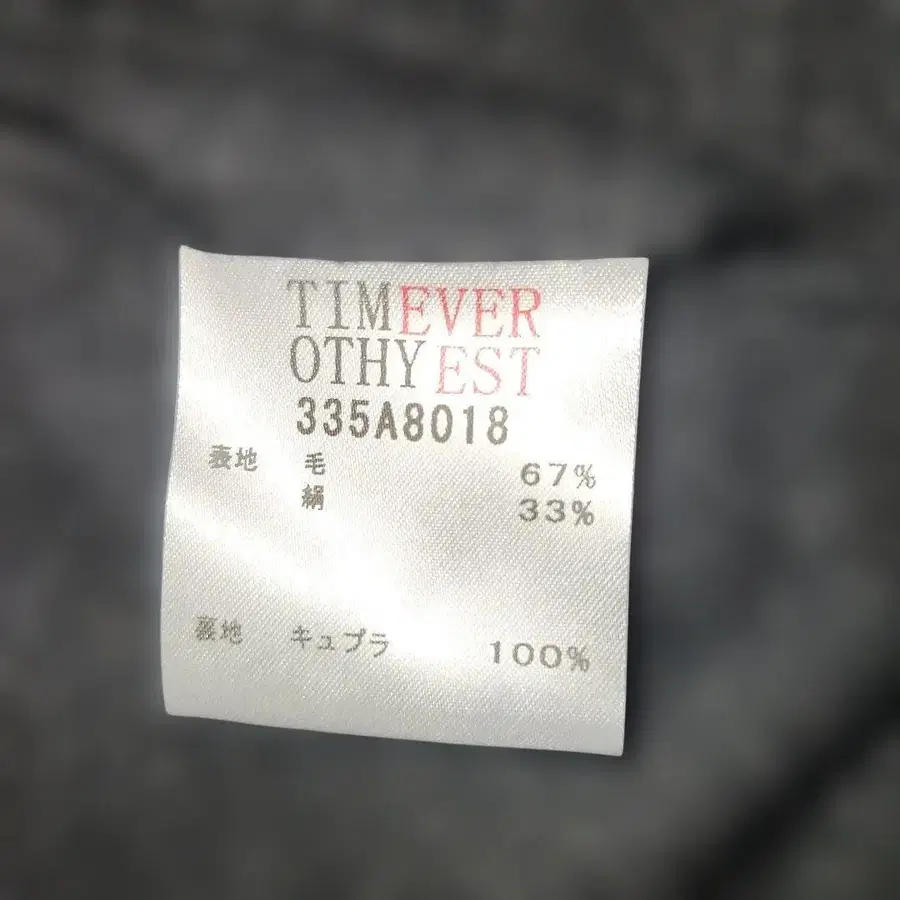 TIMEVER
OTHYEST
335A8018
表地 毛 67%
絹 33%
裏地 キュプラ 100%